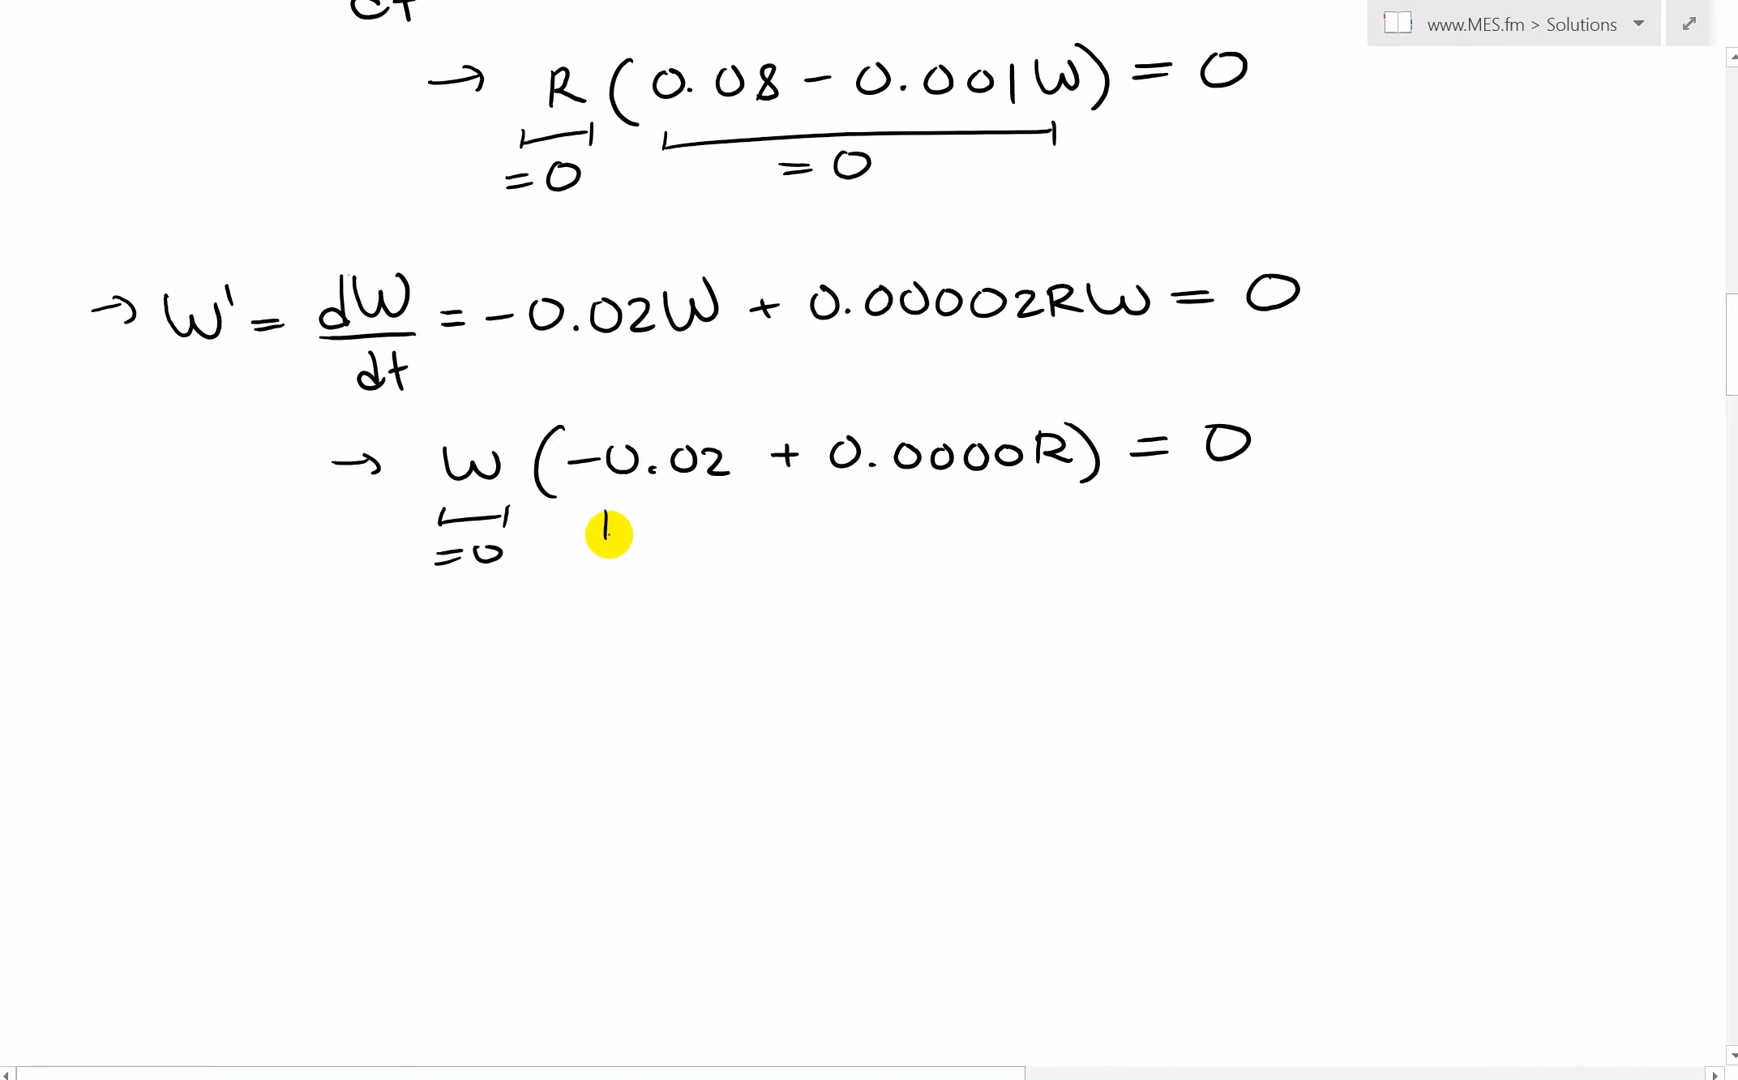 www.MES.fm > Solutions
dt
→ R (0.08 - 0.001W) = 0
=0 = 0
→ W' = dW/dt = -0.02W + 0.00002RW = 0
→ W (-0.02 + 0.0000R) = 0
=0